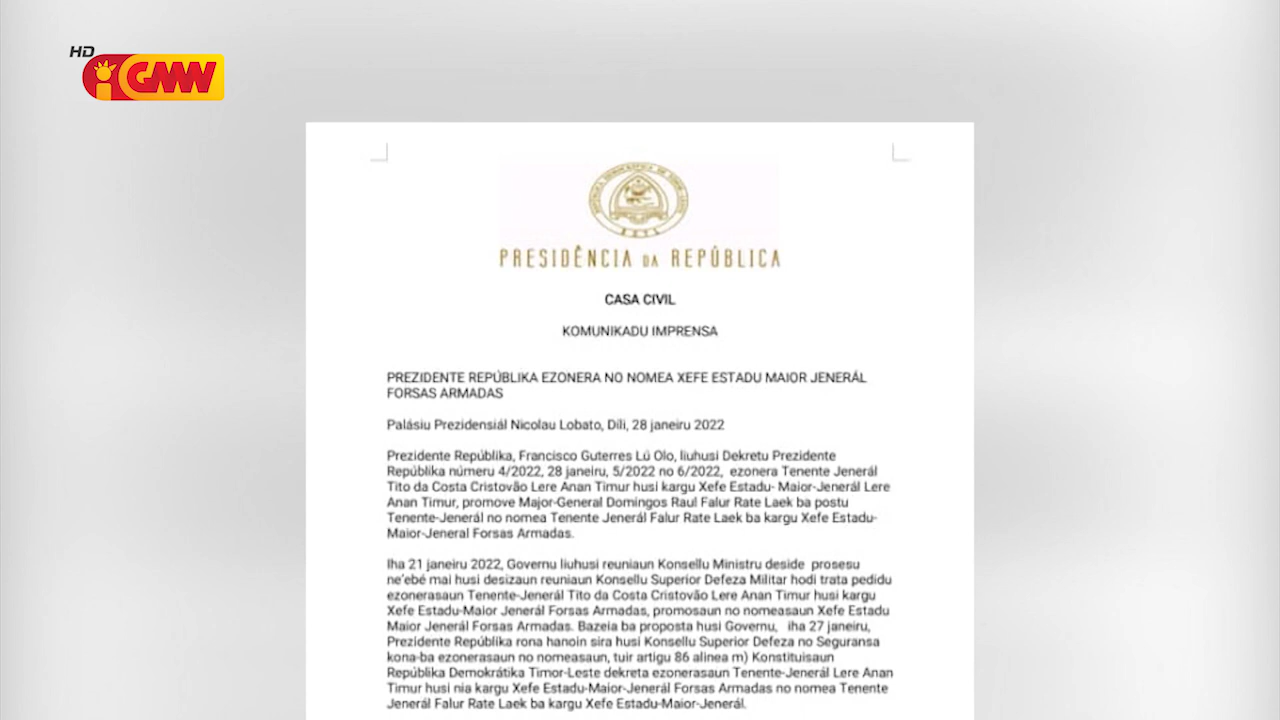 HD
GMN
PRESIDÊNCIA DA REPÚBLICA
CASA CIVIL
KOMUNIKADU IMPRENSA
PREZIDENTE REPÚBLIKA EZONERA NO NOMEA XEFE ESTADU MAIOR JENERÁL
FORSAS ARMADAS
Palásiu Prezidensiál Nicolau Lobato, Díli, 28 janeiru 2022
Prezidente Repúblika, Francisco Guterres Lú Olo, liuhusi Dekretu Prezidente
Repúblika númeru 4/2022, 28 janeiru, 5/2022 no 6/2022, ezonera Tenente Jenerál
Tito da Costa Cristovão Lere Anan Timur husi kargu Xefe Estadu- Maior-Jenerál Lere
Anan Timur, promove Major-General Domingos Raul Falur Rate Laek ba postu
Tenente-Jenerál no nomea Tenente Jenerál Falur Rate Laek ba kargu Xefe Estadu-
Maior-Jeneral Forsas Armadas.
Iha 21 janeiru 2022, Governu liuhusi reuniaun Konsellu Ministru deside prosesu
ne'ebé mai husi desizaun reuniaun Konsellu Superior Defeza Militar hodi trata pedidu
ezonerasaun Tenente-Jenerál Tito da Costa Cristovão Lere Anan Timur husi kargu
Xefe Estadu-Maior Jenerál Forsas Armadas, promosaun no nomeasaun Xefe Estadu
Maior Jenerál Forsas Armadas. Bazeia ba proposta husi Governu, iha 27 janeiru,
Prezidente Repúblika rona hanoin sira husi Konsellu Superior Defeza no Seguransa
kona-ba ezonerasaun no nomeasaun, tuir artigu 86 alinea m) Konstituisaun
Repúblika Demokrátika Timor-Leste dekreta ezonerasaun Tenente-Jenerál Lere Anan
Timur husi nia kargu Xefe Estadu-Maior-Jenerál Forsas Armadas no nomea Tenente
Jenerál Falur Rate Laek ba kargu Xefe Estadu-Maior-Jenerál.